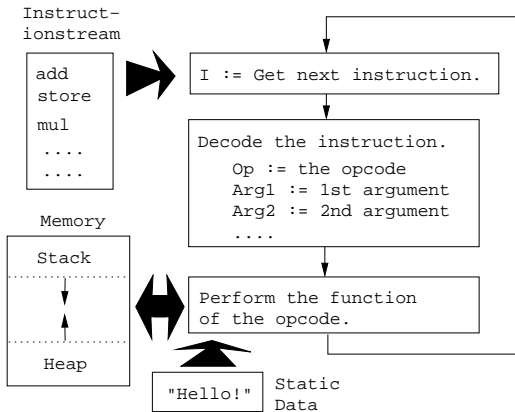 Instruct-
ionstream
add
store
mul
....
....
I := Get next instruction.
Decode the instruction.
Op := the opcode
Arg1 := 1st argument
Arg2 := 2nd argument
....
Memory
Stack
Heap
Perform the function
of the opcode.
"Hello!"
Static
Data